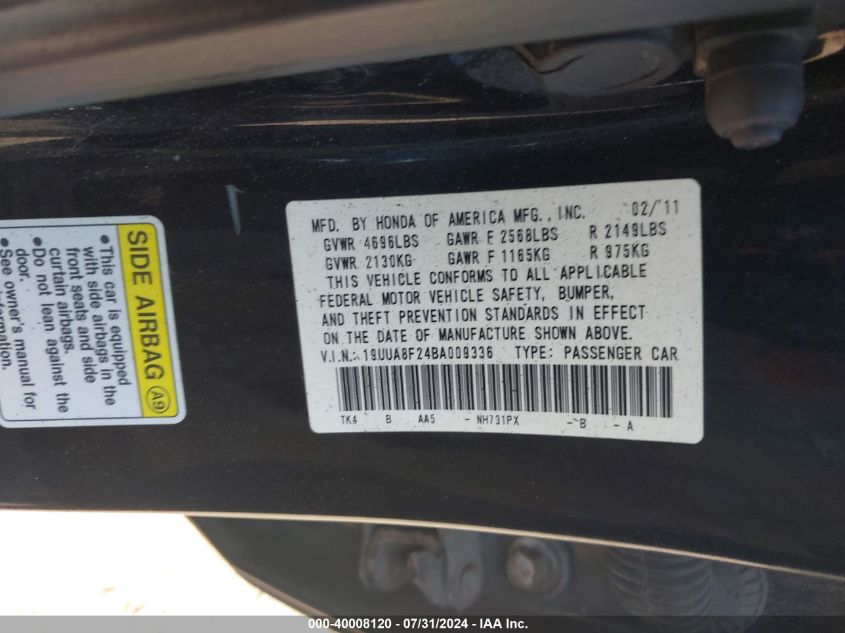 MFD. BY HONDA OF AMERICA MFG., INC. 02/'11
GVWR 4696LBS GAWR F 2568LBS R 2149LBS
GVWR 2130KG GAWR F 1165KG R 975KG
THIS VEHICLE CONFORMS TO ALL APPLICABLE
FEDERAL MOTOR VEHICLE SAFETY, BUMPER,
AND THEFT PREVENTION STANDARDS IN EFFECT
ON THE DATE OF MANUFACTURE SHOWN ABOVE.
V.I.N.: 19UUA8F24BA009336 TYPE: PASSENGER CAR
TK4 B AA5 - NH731PX - B - A
SIDE AIRBAG A9
• This car is equipped
with side airbags in the
front seats and side
curtain airbags.
• Do not lean against the
door.
• See owner's manual for
information.
000-40008120 - 07/31/2024 - IAA Inc.